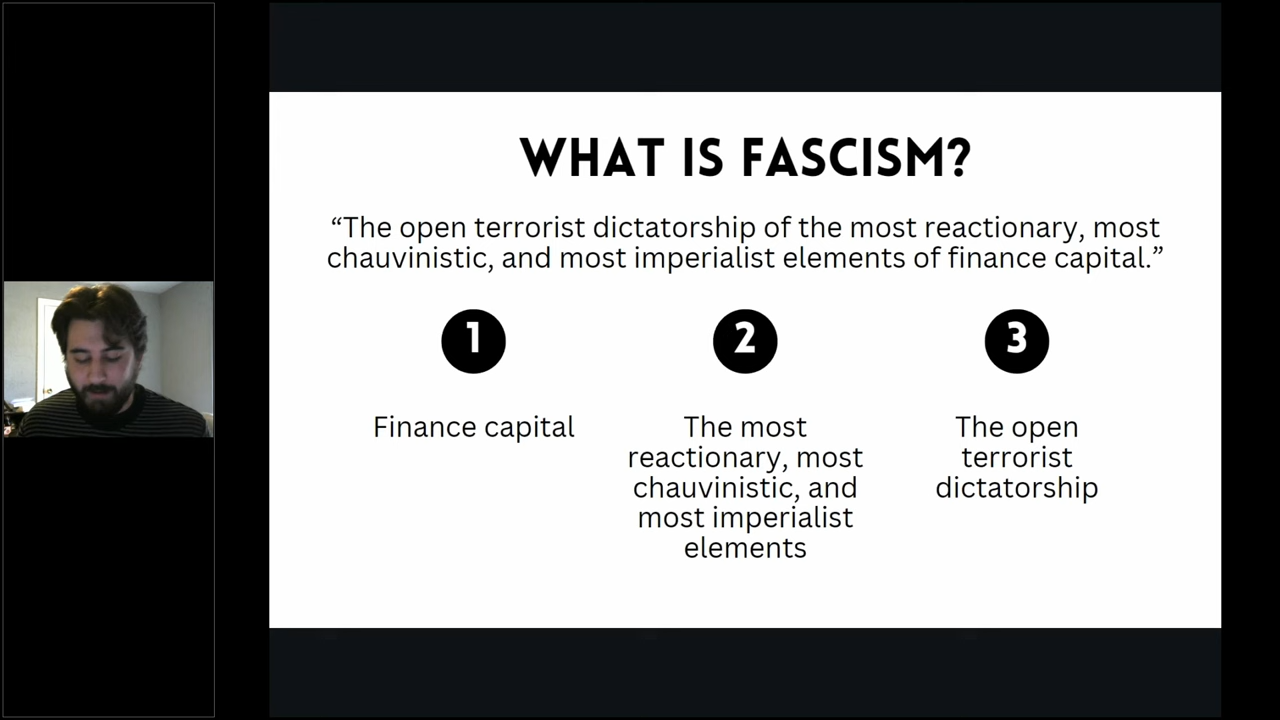 WHAT IS FASCISM?
“The open terrorist dictatorship of the most reactionary, most
chauvinistic, and most imperialist elements of finance capital.”
1
Finance capital
2
The most
reactionary, most
chauvinistic, and
most imperialist
elements
3
The open
terrorist
dictatorship